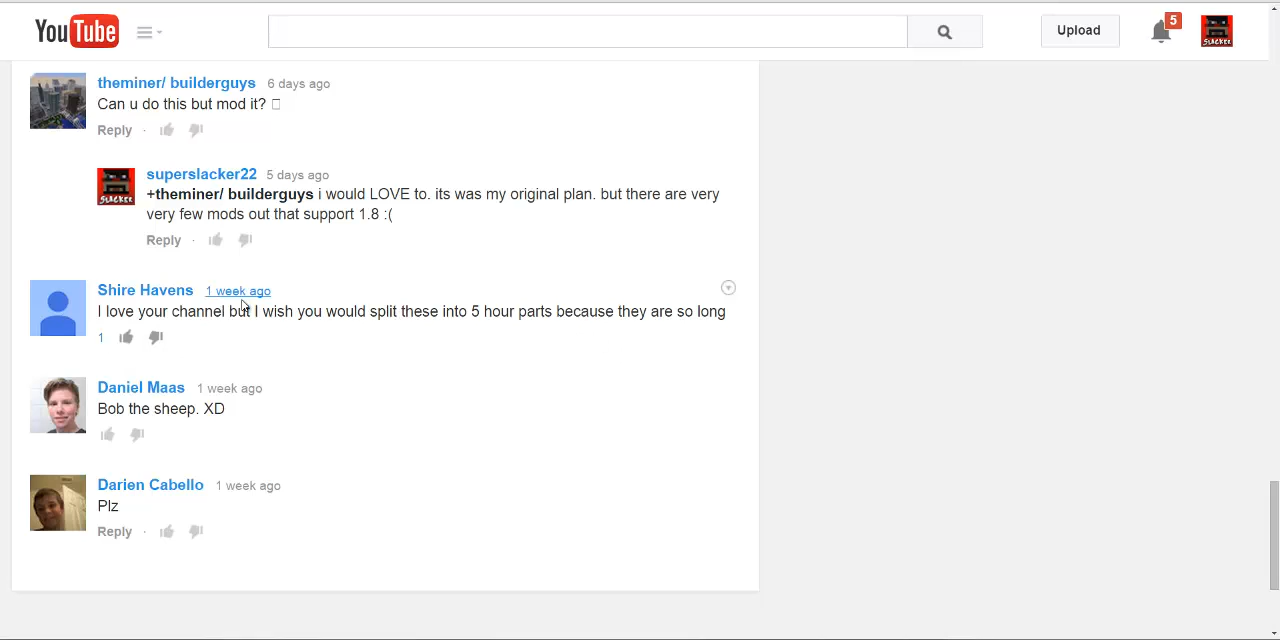 YouTube
Upload
5
SLACKER
theminer/ builderguys 6 days ago
Can u do this but mod it?
Reply
superslacker22 5 days ago
SLACKER
+theminer/ builderguys i would LOVE to. its was my original plan. but there are very
very few mods out that support 1.8 :(
Reply
Shire Havens 1 week ago
I love your channel but I wish you would split these into 5 hour parts because they are so long
1
Daniel Maas 1 week ago
Bob the sheep. XD
Darien Cabello 1 week ago
Plz
Reply